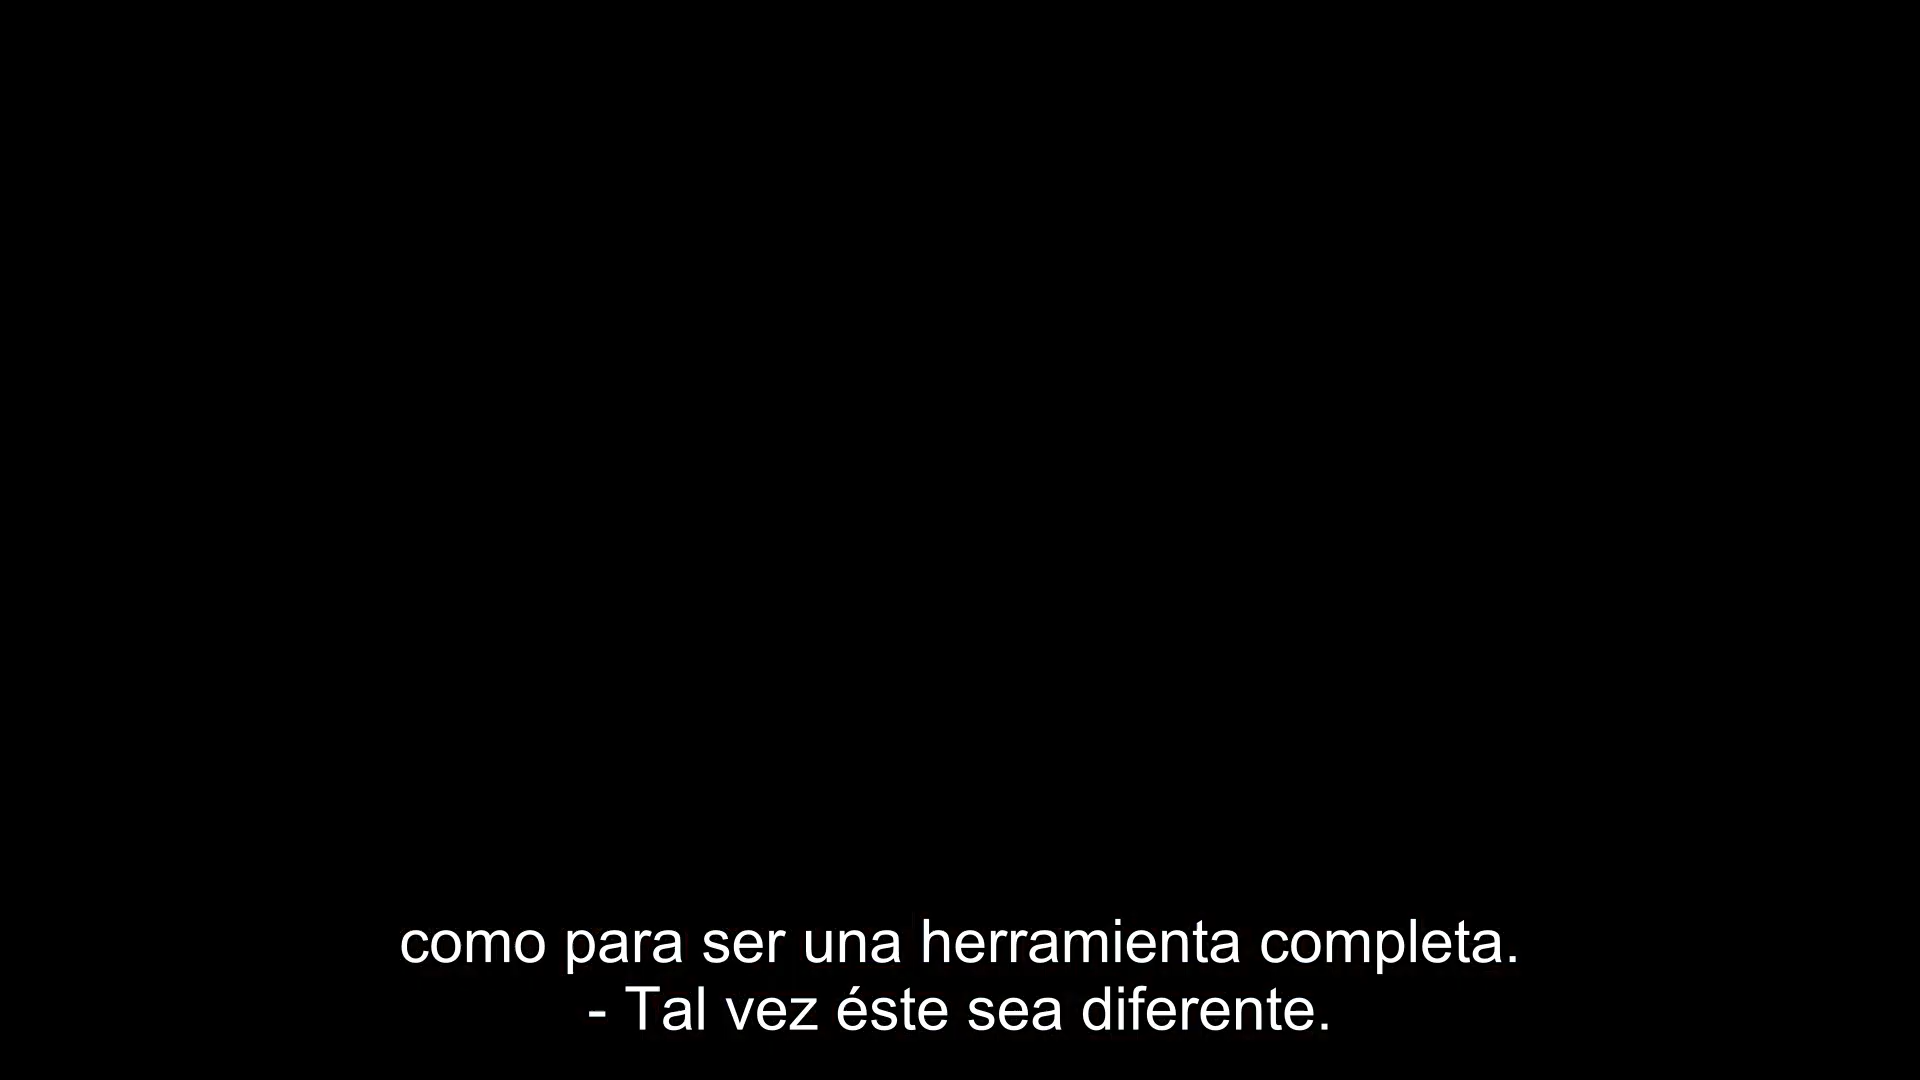 como para ser una herramienta completa.
- Tal vez éste sea diferente.